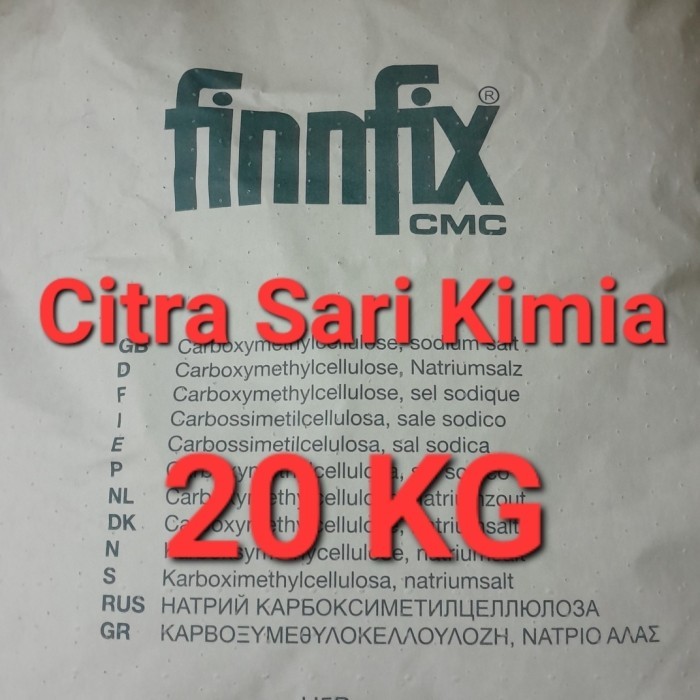 finnfix®
CMC
Citra Sari Kimia
GB Carboxymethylcellulose, sodium salt
D Carboxymethylcellulose, Natriumsalz
F Carboxymethylcellulose, sel sodique
I Carbossimetilcellulosa, sale sodico
E Carbossimetilcelulosa, sal sodica
P
20 KG
NL
DK
N
S Karboximethylcellulosa, natriumsalt
RUS НАТРИЙ КАРБОКСИМЕТИЛЦЕЛЛЮЛОЗА
GR ΚΑΡΒΟΞΥΜΕΘΥΛΟΚΕΛΛΟΥΛΟΖΗ, ΝΑΤΡΙΟ ΑΛΑΣ